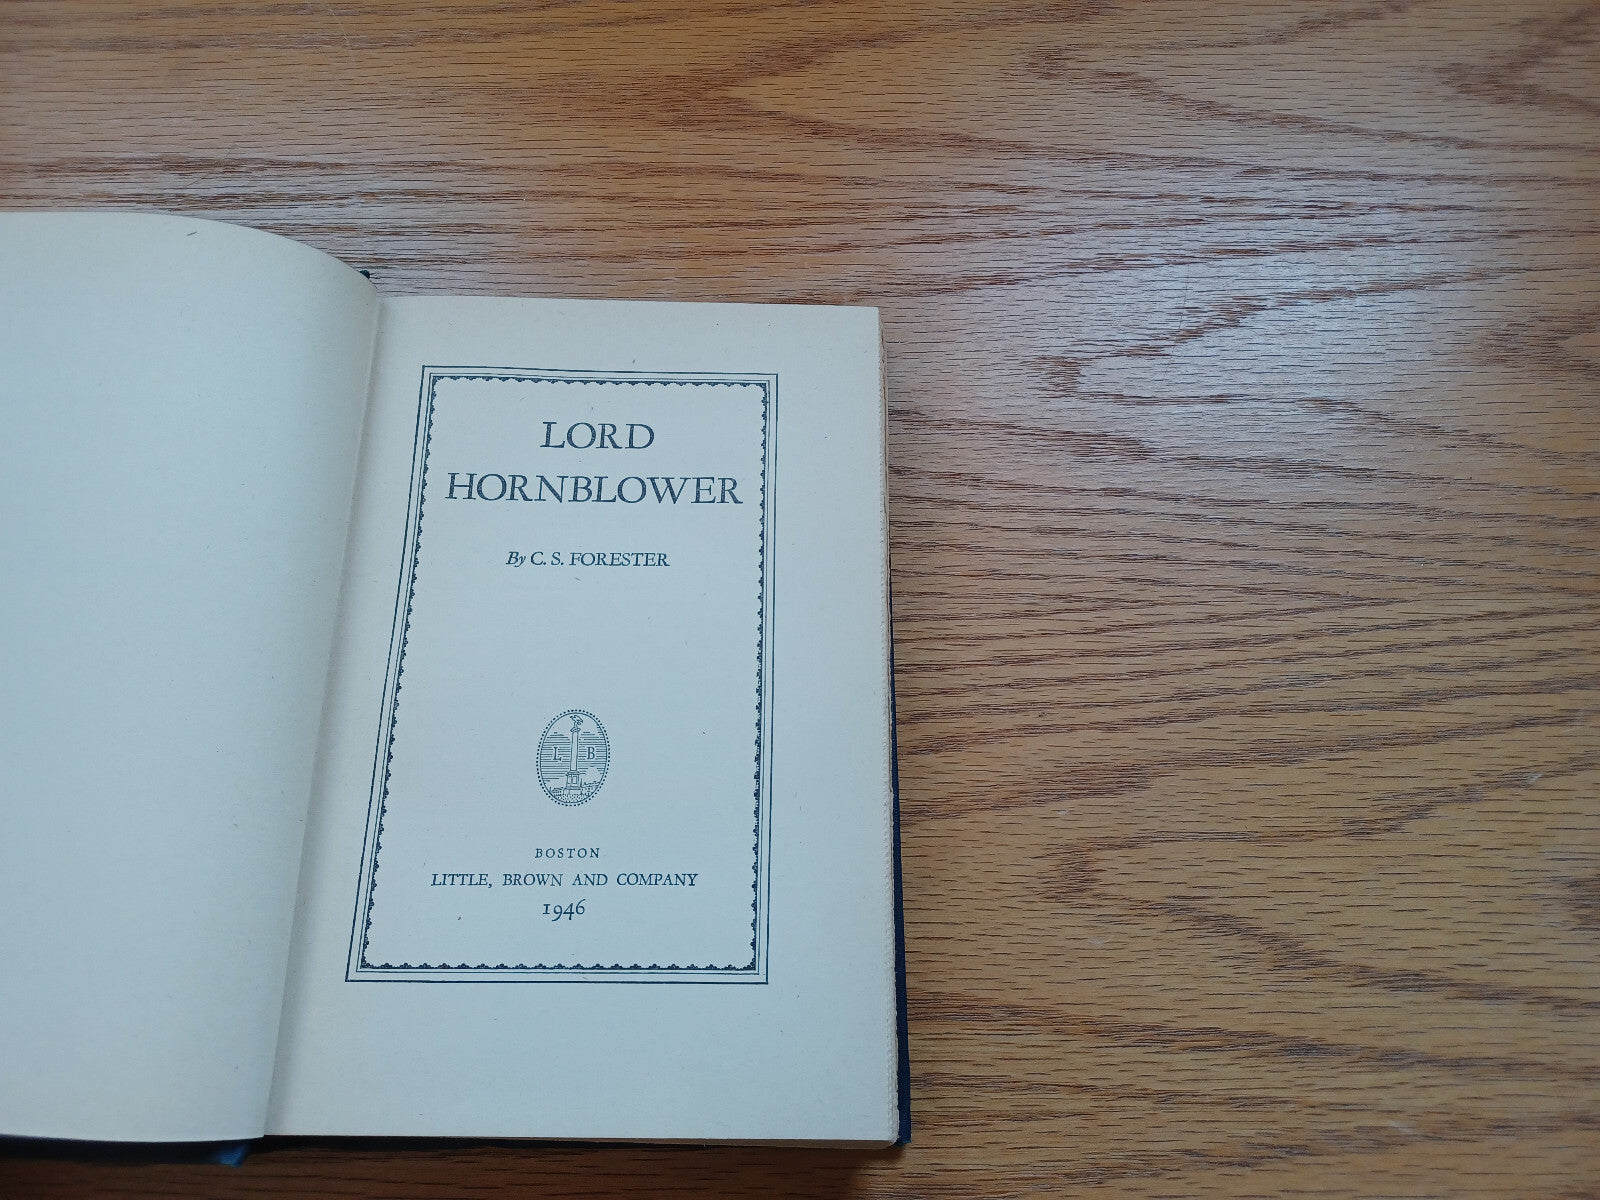 LORD
HORNBLOWER
By C. S. FORESTER
L B
BOSTON
LITTLE, BROWN AND COMPANY
1946